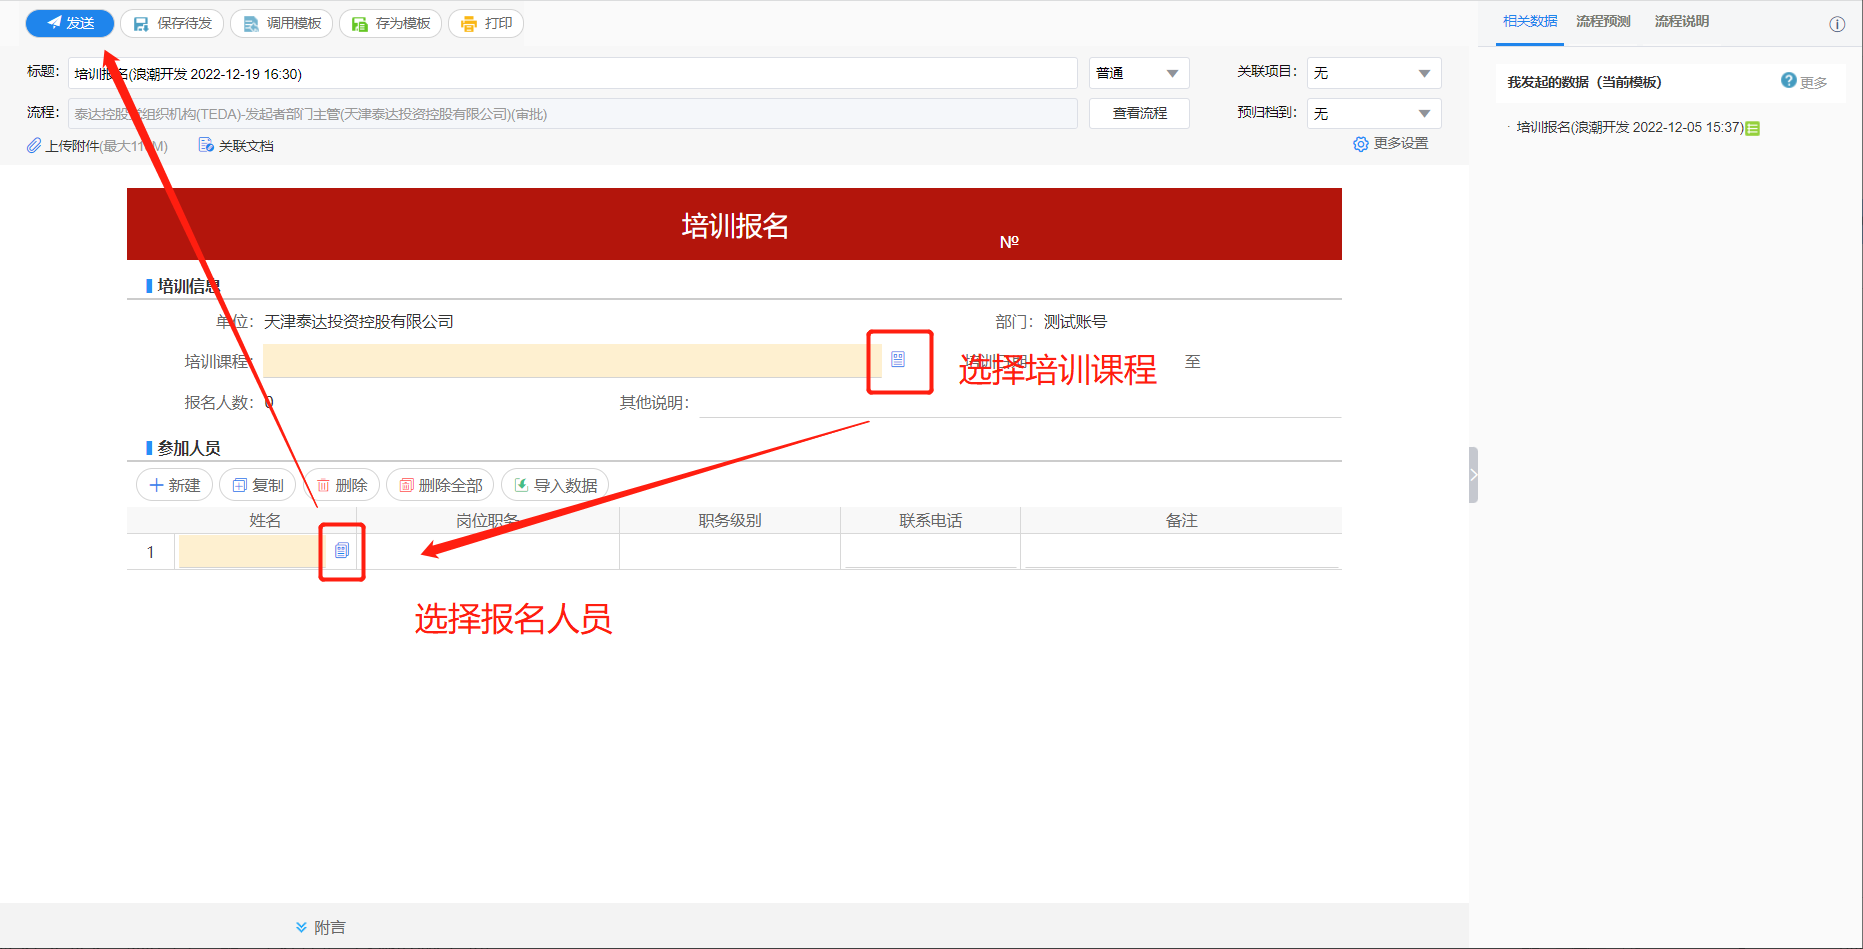 发送 保存待发 调用模板 存为模板 打印
相关数据 流程预测 流程说明
标题： 培训报名(浪潮开发 2022-12-19 16:30) 普通 关联项目： 无
我发起的数据（当前模板） 更多
流程： 泰达控股 组织机构(TEDA)-发起者部门主管(天津泰达投资控股有限公司)(审批) 查看流程 预归档到： 无
· 培训报名(浪潮开发 2022-12-05 15:37)
上传附件(最大11 M) 关联文档 更多设置
培训报名
№
培训信息
单位： 天津泰达投资控股有限公司 部门： 测试账号
培训课程： 培训日期 至
选择培训课程
报名人数： 0 其他说明：
参加人员
新建 复制 删除 删除全部 导入数据
姓名 岗位职务 职务级别 联系电话 备注
1
选择报名人员
附言